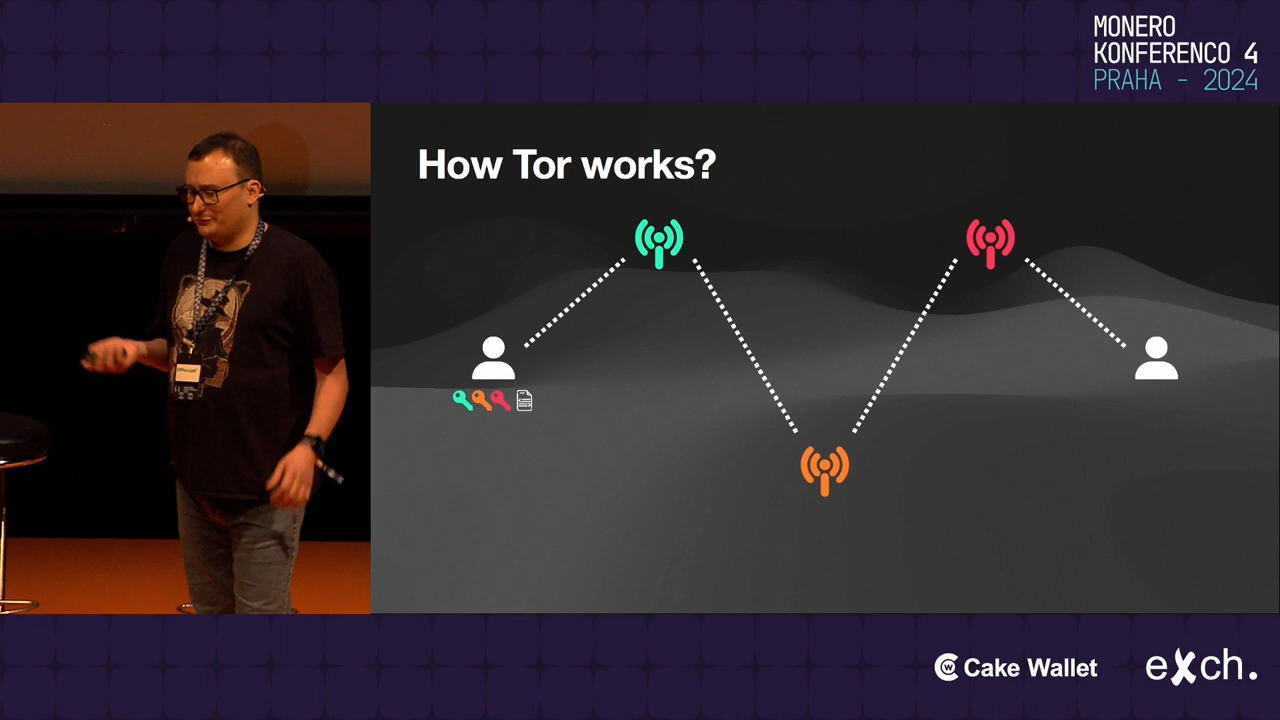 MONERO
KONFERENCO 4
PRAHA - 2024
How Tor works?
Cake Wallet
eXch.